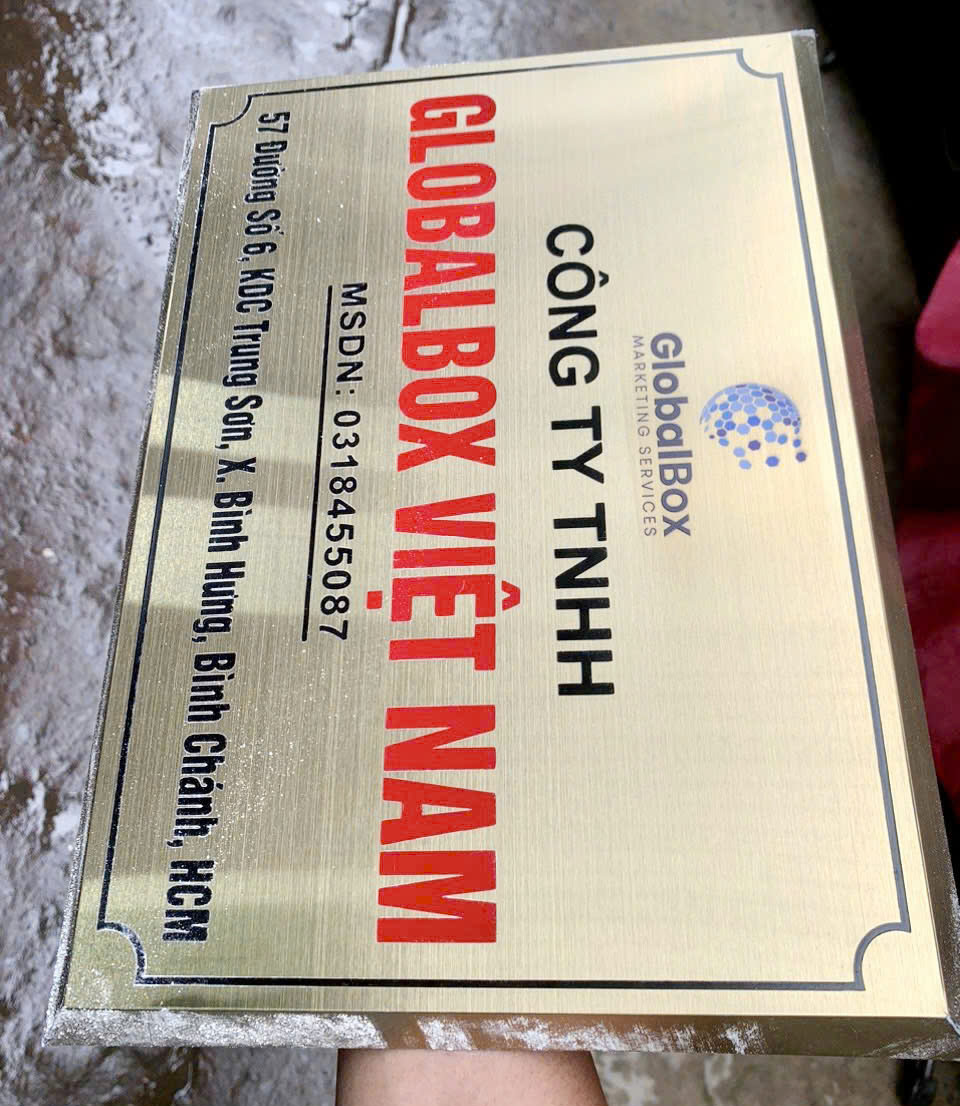 GlobalBox
MARKETING SERVICES
CÔNG TY TNHH
GLOBALBOX VIỆT NAM
MSDN: 0318455087
57 Đường Số 6, KDC Trung Sơn, X. Bình Hưng, Bình Chánh, HCM